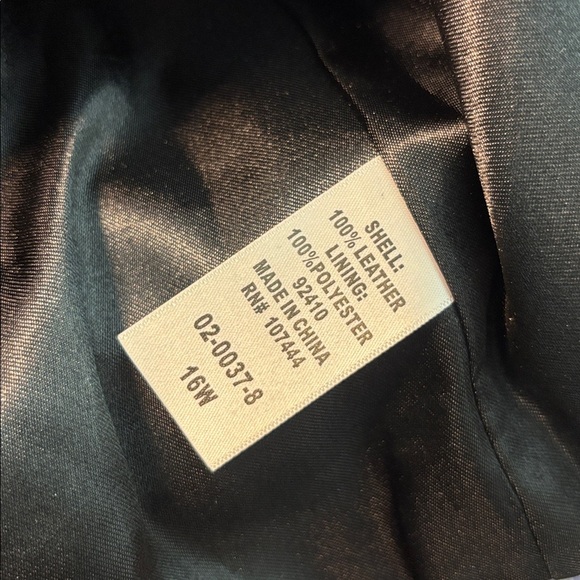 SHELL:
100% LEATHER
LINING:
100%POLYESTER
92410
MADE IN CHINA
RN# 107444
02-0037-8
16W